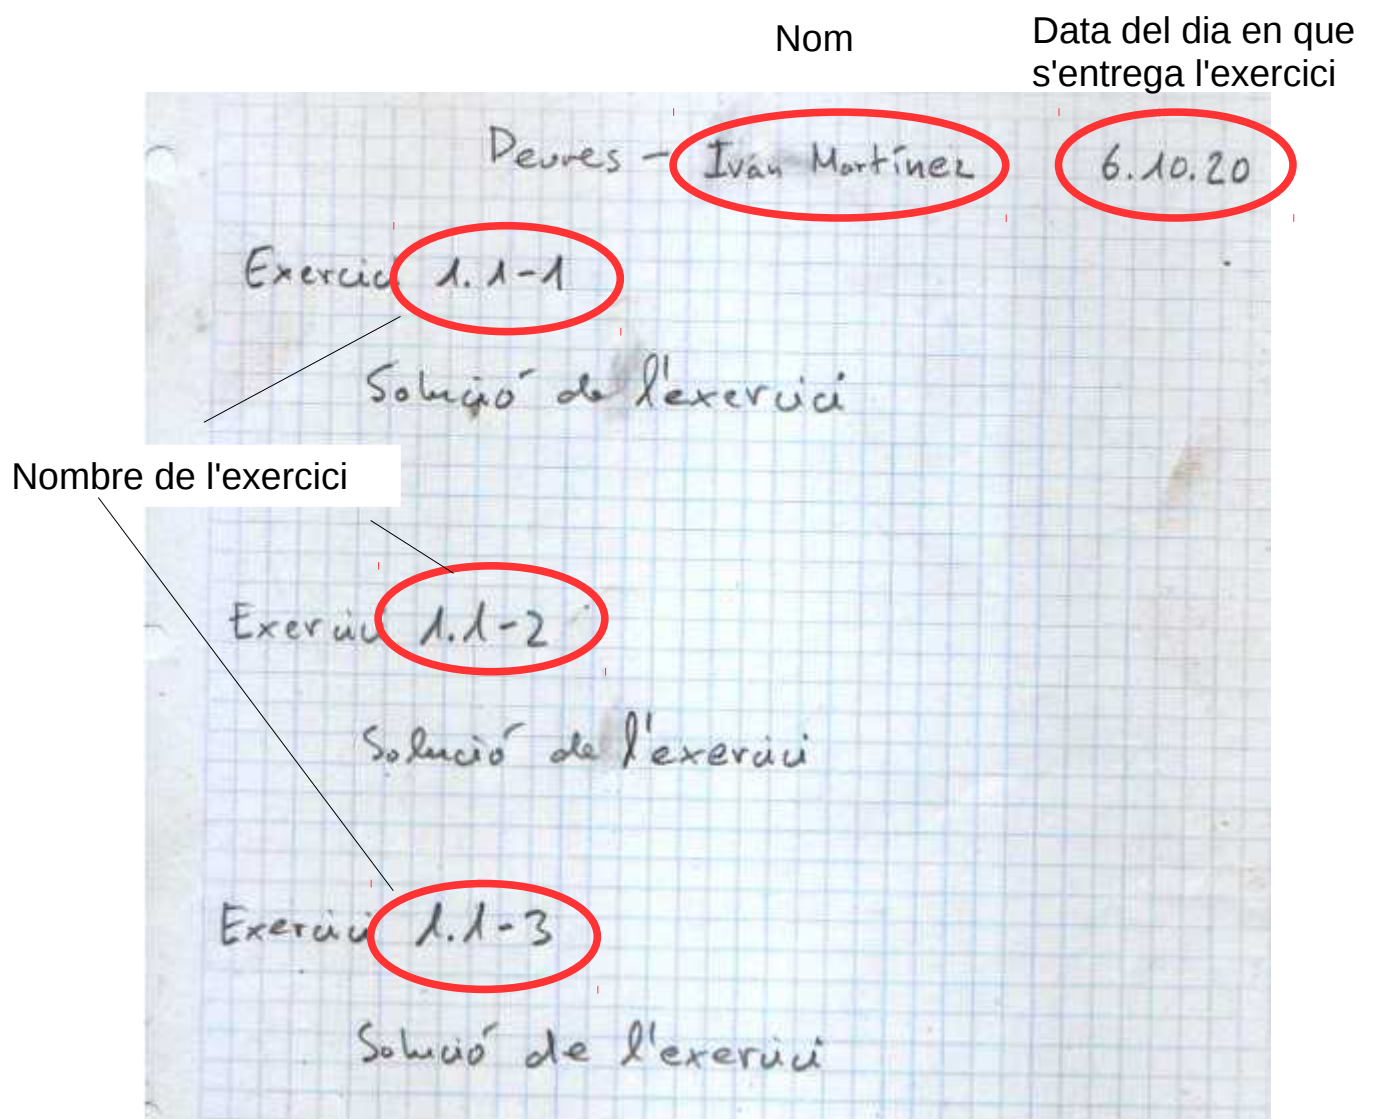 Nom
Data del dia en que
s'entrega l'exercici
Deures - Iván Martínez 6.10.20
Exercici 1.1-1
Solució de l'exercici
Nombre de l'exercici
Exercici 1.1-2
Solució de l'exercici
Exercici 1.1-3
Solució de l'exercici